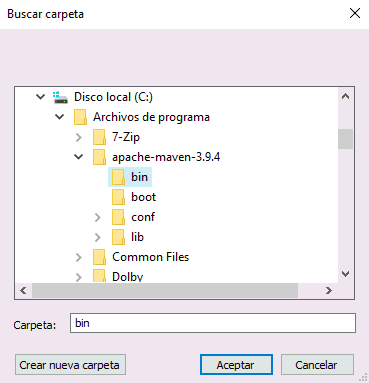 Buscar carpeta
Disco local (C:)
Archivos de programa
7-Zip
apache-maven-3.9.4
bin
boot
conf
lib
Common Files
Dolby
Carpeta:
bin
Crear nueva carpeta
Aceptar
Cancelar